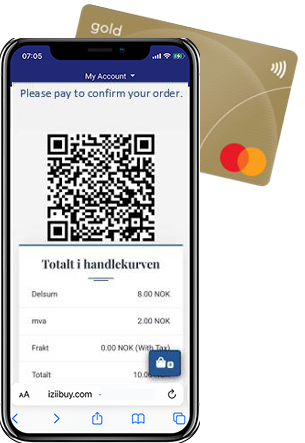 gold
07:05
My Account
Please pay to confirm your order.
Totalt i handlekurven
Delsum 8.00 NOK
mva 2.00 NOK
Frakt 0.00 NOK (With Tax)
Totalt 10.00
0
AA iziibuy.com